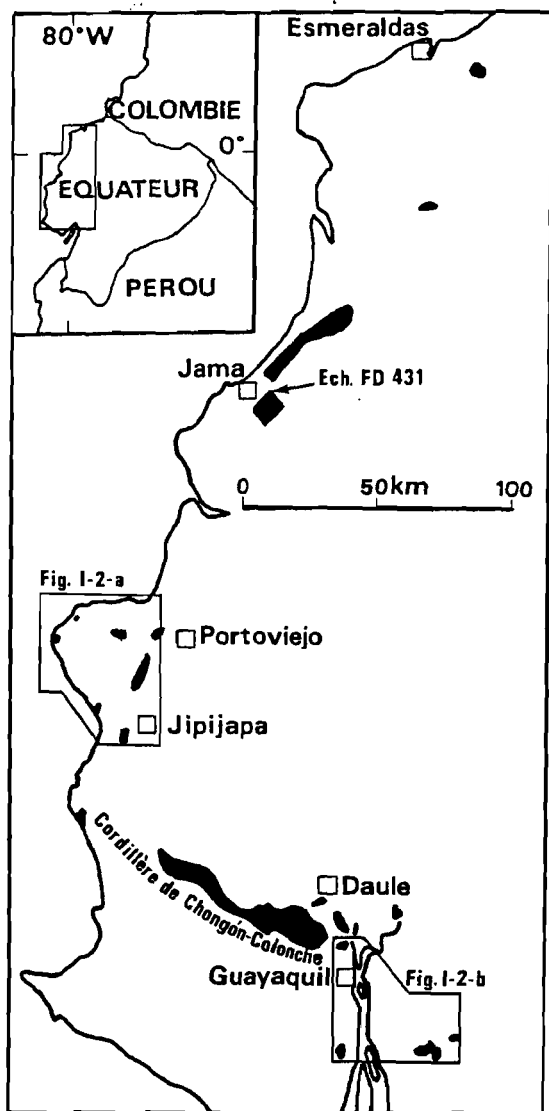 80°W
COLOMBIE
0°
EQUATEUR
PEROU
Esmeraldas
Jama
Ech. FD 431
0 50km 100
Fig. I-2-a
Portoviejo
Jipijapa
Cordillère de Chongón-Colonche
Daule
Guayaquil
Fig. I-2-b